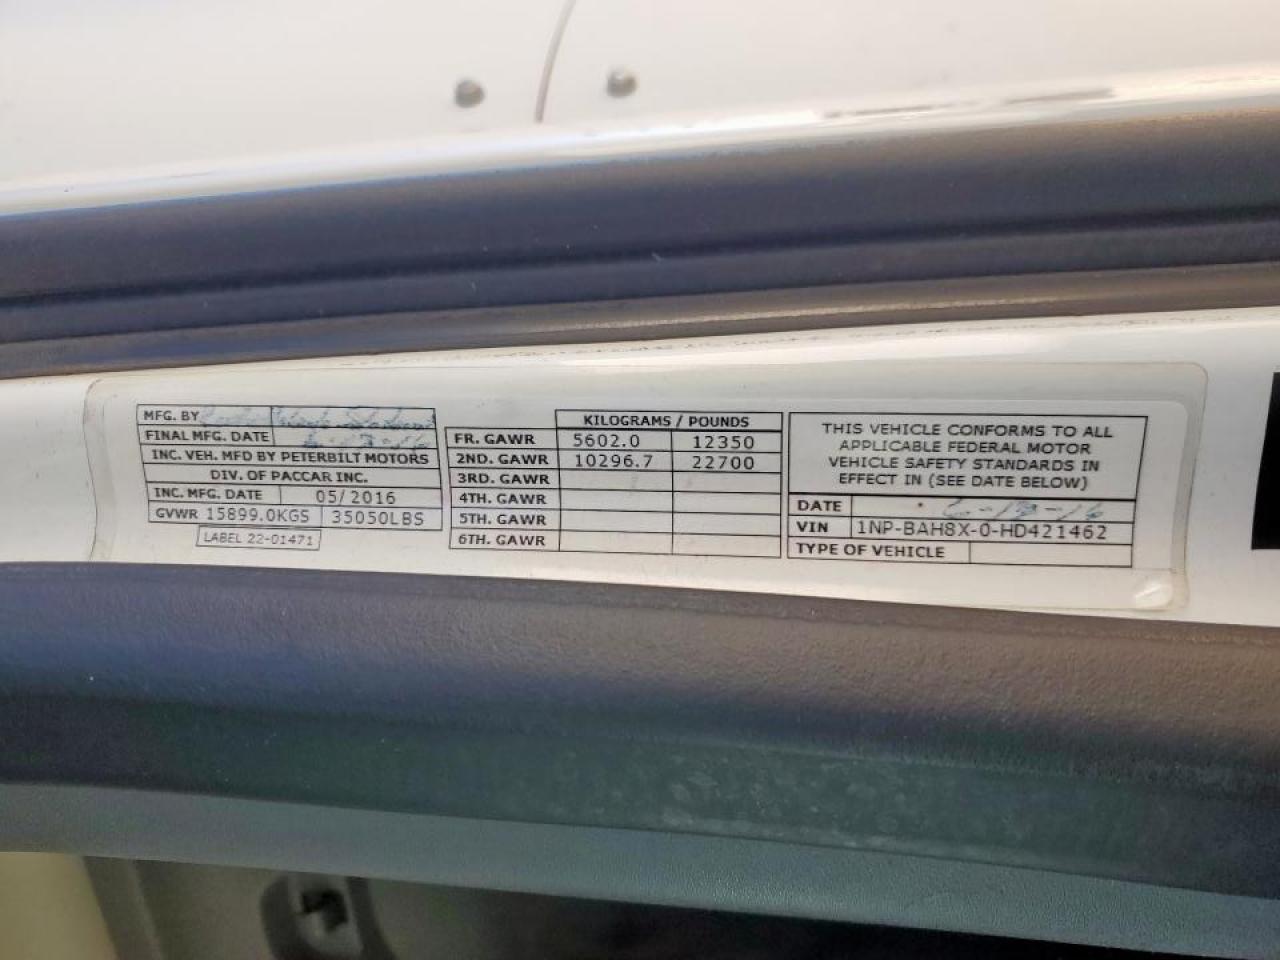 MFG. BY
FINAL MFG. DATE
INC. VEH. MFD BY PETERBILT MOTORS
DIV. OF PACCAR INC.
INC. MFG. DATE 05/2016
GVWR 15899.0KGS 35050LBS
LABEL 22-01471
KILOGRAMS / POUNDS
FR. GAWR 5602.0 12350
2ND. GAWR 10296.7 22700
3RD. GAWR
4TH. GAWR
5TH. GAWR
6TH. GAWR
THIS VEHICLE CONFORMS TO ALL
APPLICABLE FEDERAL MOTOR
VEHICLE SAFETY STANDARDS IN
EFFECT IN (SEE DATE BELOW)
DATE
VIN 1NP-BAH8X-0-HD421462
TYPE OF VEHICLE